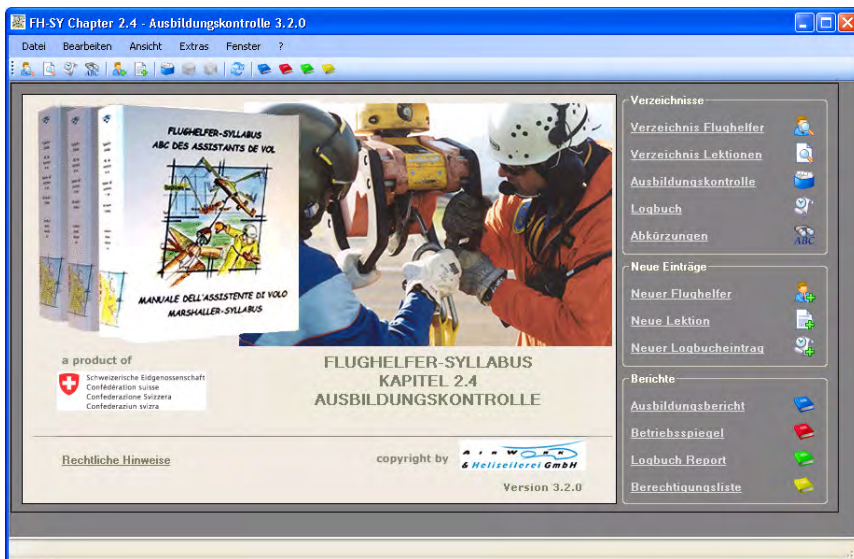 FH-SY Chapter 2.4 - Ausbildungskontrolle 3.2.0
Datei Bearbeiten Ansicht Extras Fenster ?
FLUGHELFER-SYLLABUS
ABC DES ASSISTANTS DE VOL
MANUALE DELL'ASSISTENTE DI VOLO
MARSHALLER-SYLLABUS
a product of
Schweizerische Eidgenossenschaft
Confédération suisse
Confederazione Svizzera
Confederaziun svizra
FLUGHELFER-SYLLABUS
KAPITEL 2.4
AUSBILDUNGSKONTROLLE
Rechtliche Hinweise
copyright by
AirWork
& Heliseilerei GmbH
Version 3.2.0
Verzeichnisse
Verzeichnis Flughelfer
Verzeichnis Lektionen
Ausbildungskontrolle
Logbuch
Abkürzungen
ABC
Neue Einträge
Neuer Flughelfer
Neue Lektion
Neuer Logbucheintrag
Berichte
Ausbildungsbericht
Betriebsspiegel
Logbuch Report
Berechtigungsliste